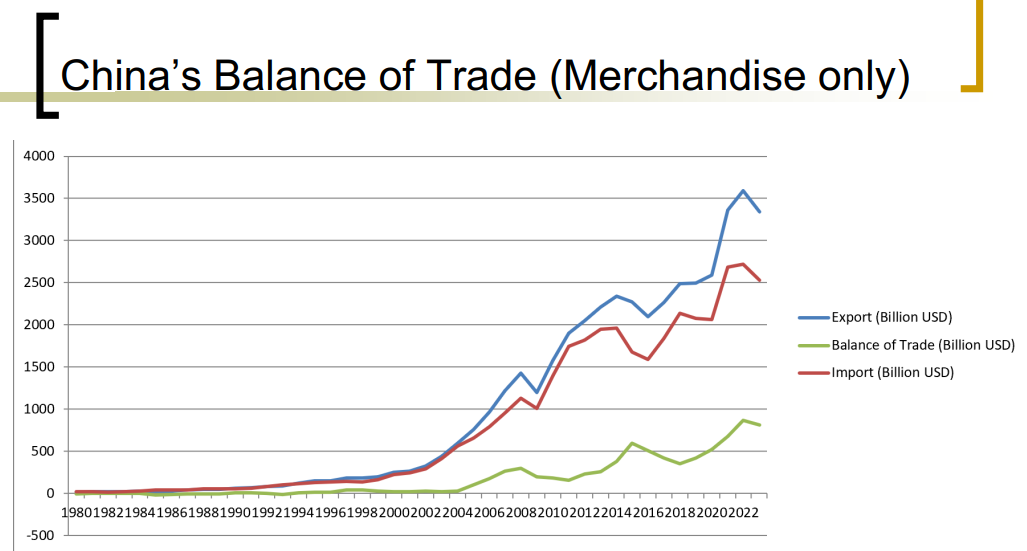 China's Balance of Trade (Merchandise only)
4000
3500
3000
2500
2000
1500
1000
500
0
-500
1980 1982 1984 1986 1988 1990 1992 1994 1996 1998 2000 2002 2004 2006 2008 2010 2012 2014 2016 2018 2020 2022
Export (Billion USD)
Balance of Trade (Billion USD)
Import (Billion USD)